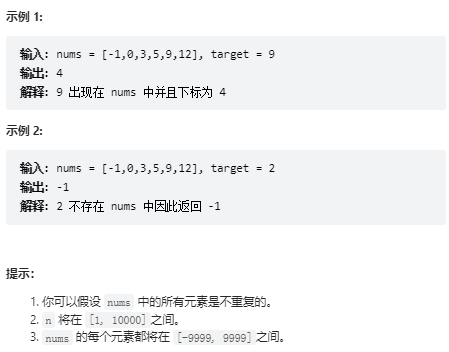 示例 1:
输入: nums = [-1,0,3,5,9,12], target = 9
输出: 4
解释: 9 出现在 nums 中并且下标为 4
示例 2:
输入: nums = [-1,0,3,5,9,12], target = 2
输出: -1
解释: 2 不存在 nums 中因此返回 -1
提示：
1. 你可以假设 nums 中的所有元素是不重复的。
2. n 将在 [1, 10000]之间。
3. nums 的每个元素都将在 [-9999, 9999]之间。